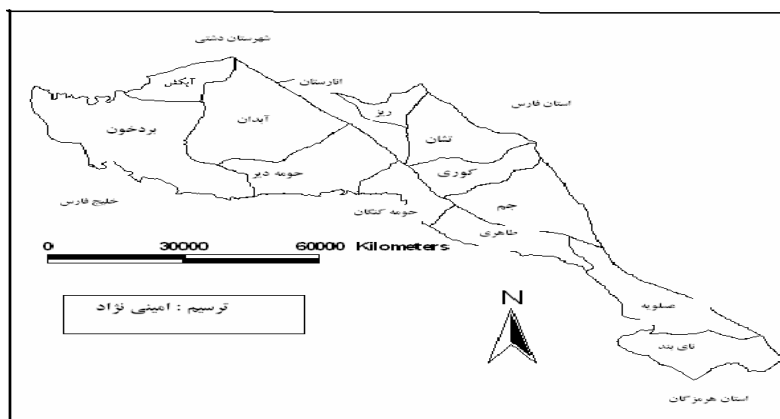 شهرستان دشتی
آبکش
انارستان
ریز
استان فارس
بردخون
آبدان
تشان
حومه دیر
کوری
خلیج فارس
حومه کنگان
جم
طاهری
0 30000 60000 Kilometers
ترسیم : امینی نژاد
N
عسلویه
نای بند
استان هرمزگان